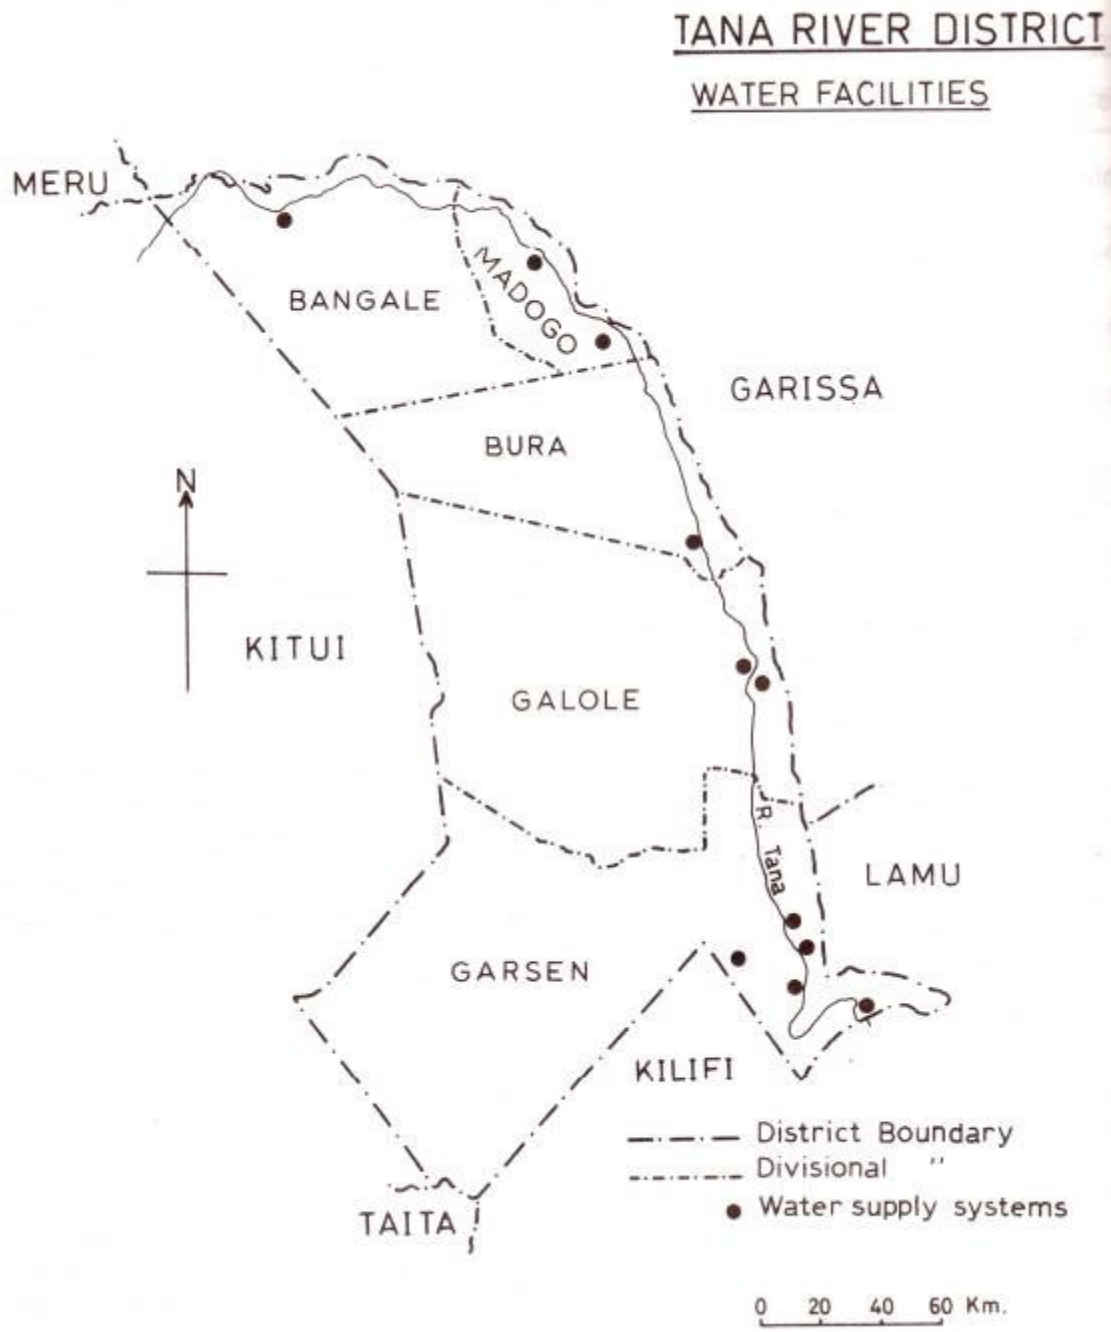 TANA RIVER DISTRICT
WATER FACILITIES
MERU
BANGALE
MADOGO
GARISSA
BURA
N
KITUI
GALOLE
R. Tana
LAMU
GARSEN
KILIFI
District Boundary
Divisional "
Water supply systems
TAITA
0 20 40 60 Km.